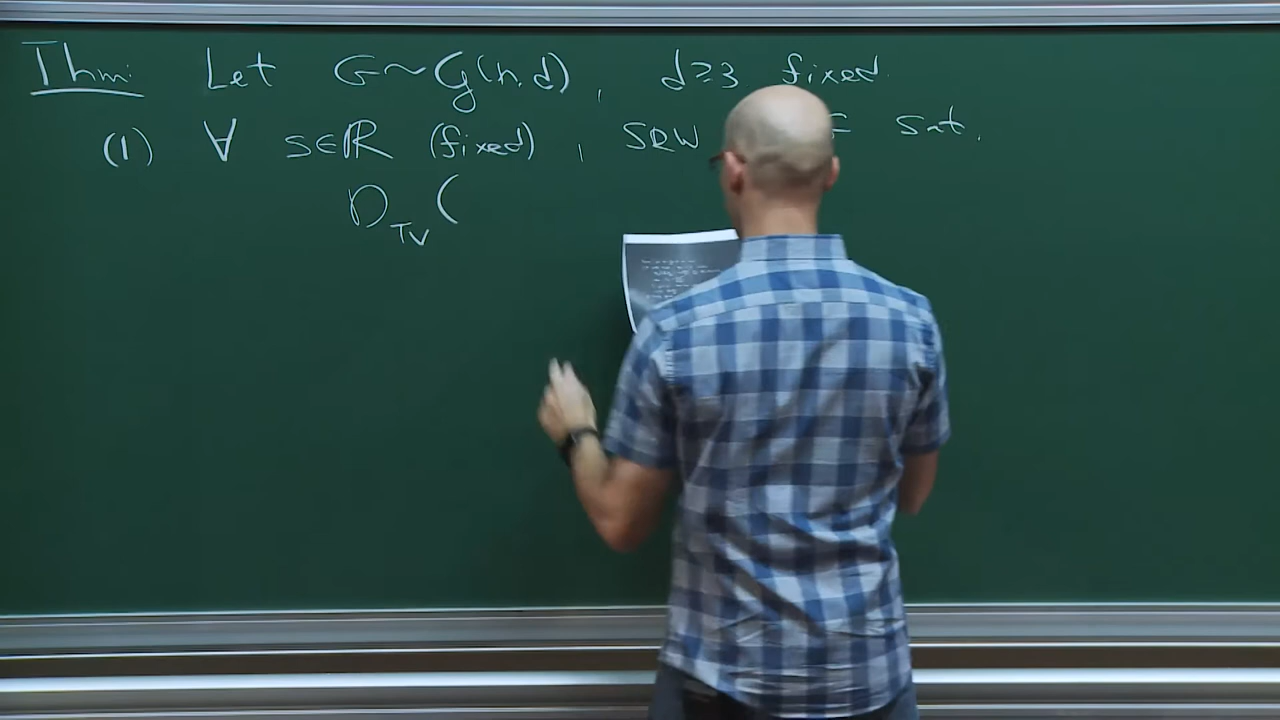 Thm: Let G ~ G(n,d), d≥3 fixed.
(1) ∀ s∈ℝ (fixed), SRW sat.
D_TV (